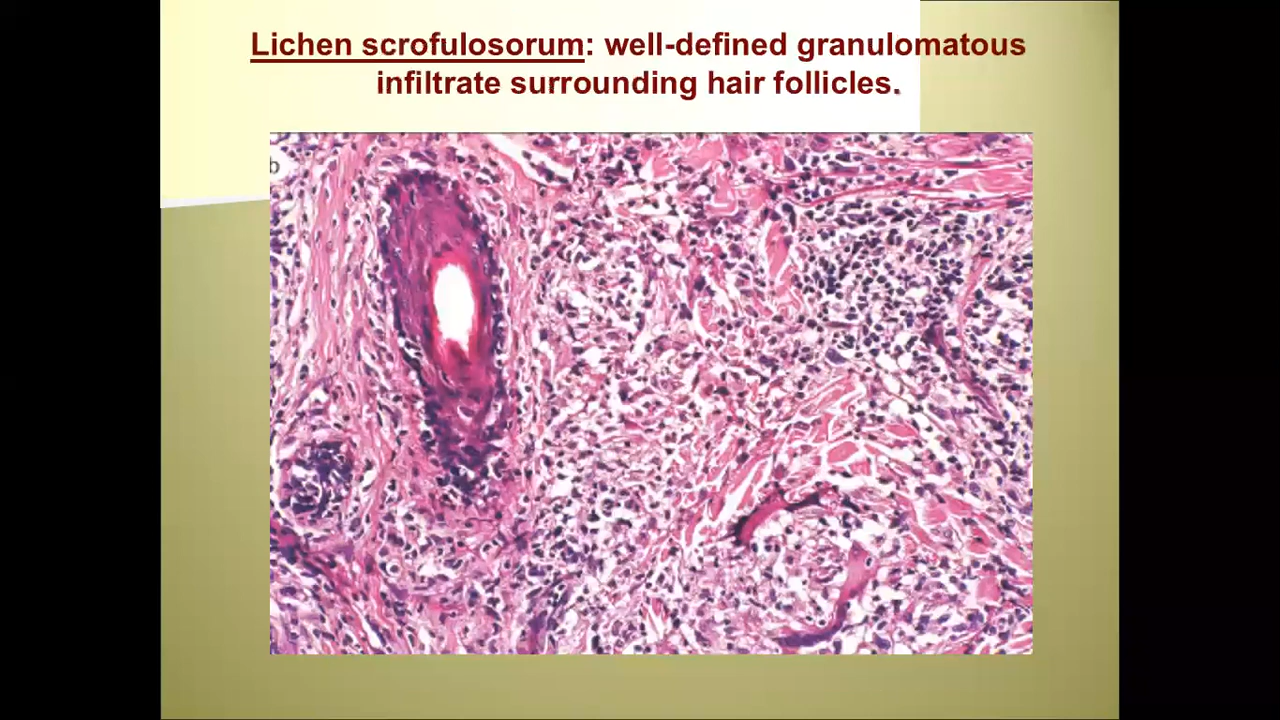 Lichen scrofulosorum: well-defined granulomatous
infiltrate surrounding hair follicles.
b